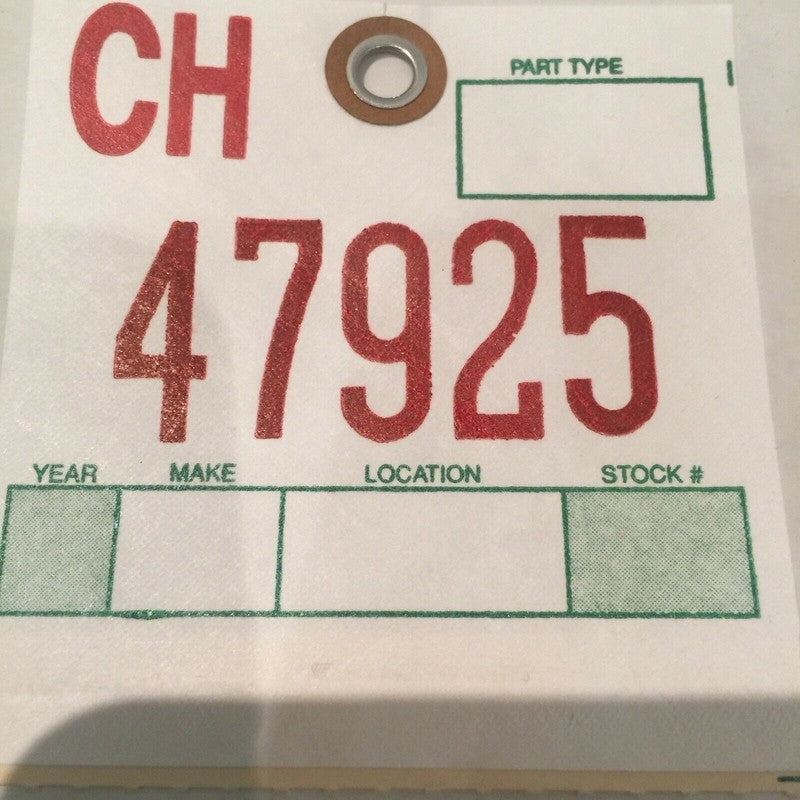 CH
PART TYPE
47925
YEAR MAKE LOCATION STOCK #